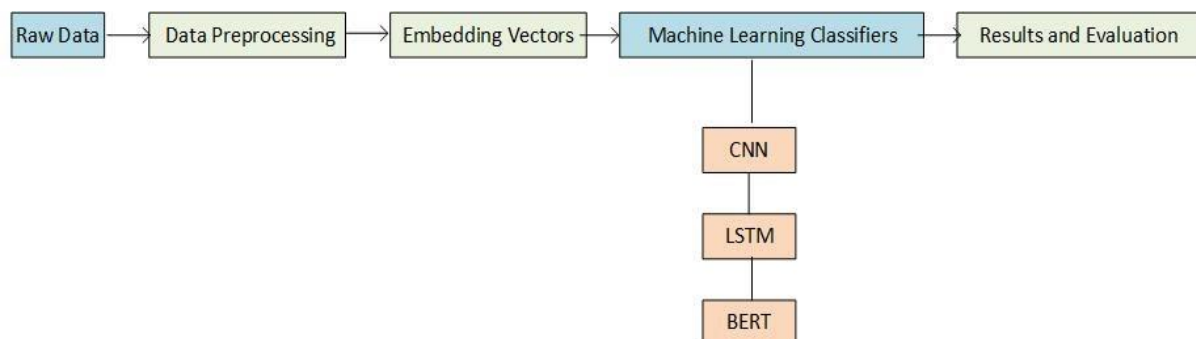 Raw Data
Data Preprocessing
Embedding Vectors
Machine Learning Classifiers
Results and Evaluation
CNN
LSTM
BERT